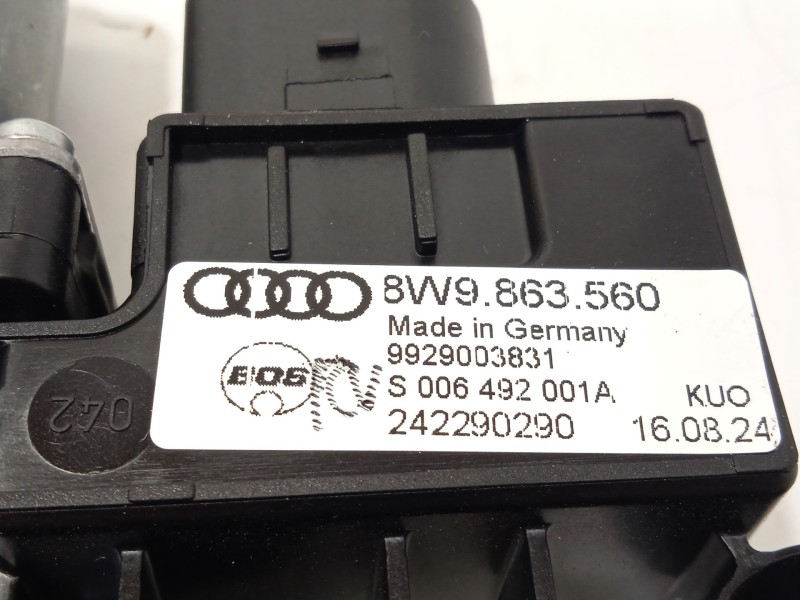 8W9.863.560
Made in Germany
9929003831
S 006 492 001A KUO
242290290 16.08.24
042